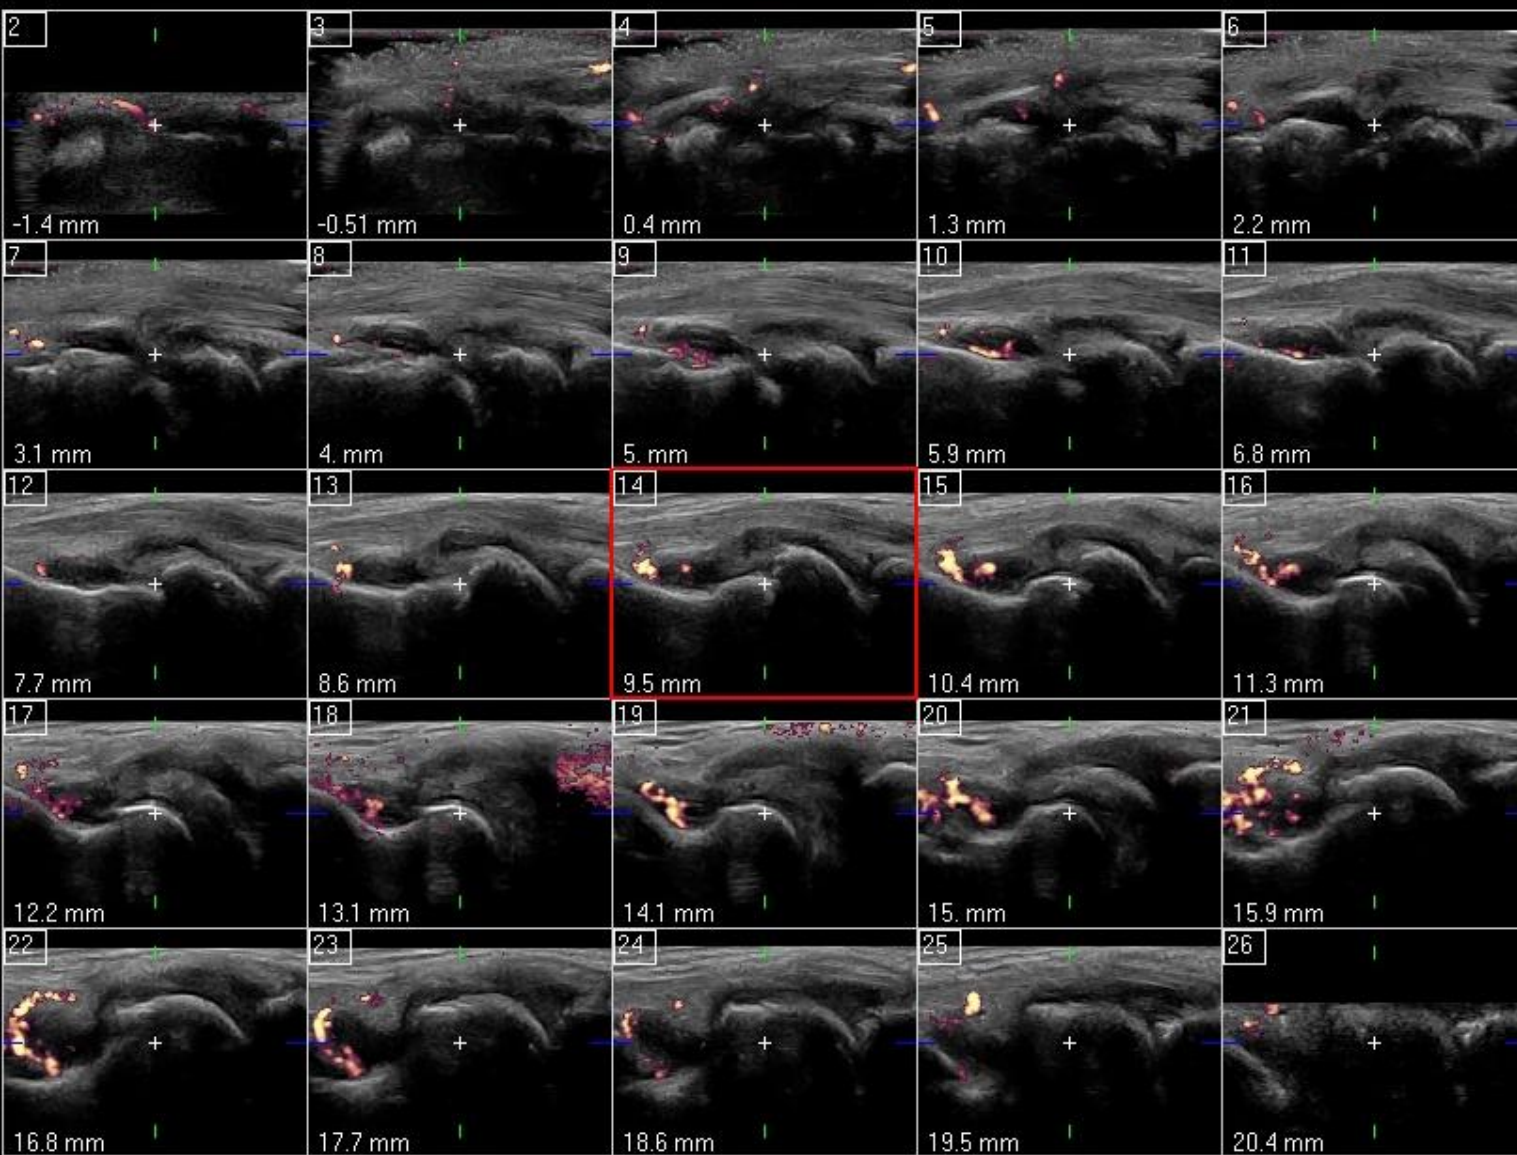 2 3 4 5 6
-1.4 mm -0.51 mm 0.4 mm 1.3 mm 2.2 mm
7 8 9 10 11
3.1 mm 4. mm 5. mm 5.9 mm 6.8 mm
12 13 14 15 16
7.7 mm 8.6 mm 9.5 mm 10.4 mm 11.3 mm
17 18 19 20 21
12.2 mm 13.1 mm 14.1 mm 15. mm 15.9 mm
22 23 24 25 26
16.8 mm 17.7 mm 18.6 mm 19.5 mm 20.4 mm